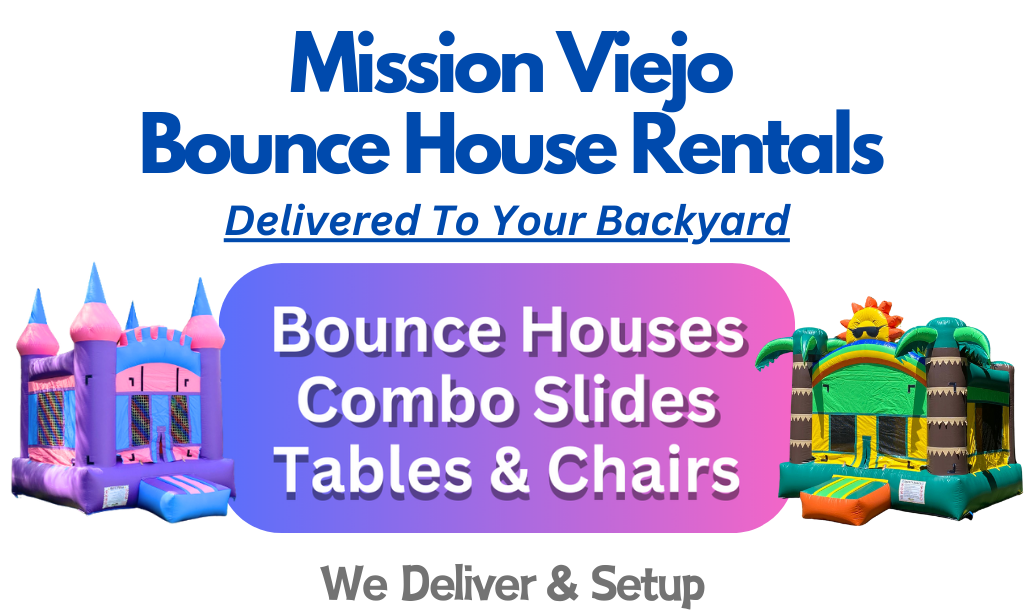 Mission Viejo
Bounce House Rentals
Delivered To Your Backyard
Bounce Houses
Combo Slides
Tables & Chairs
We Deliver & Setup